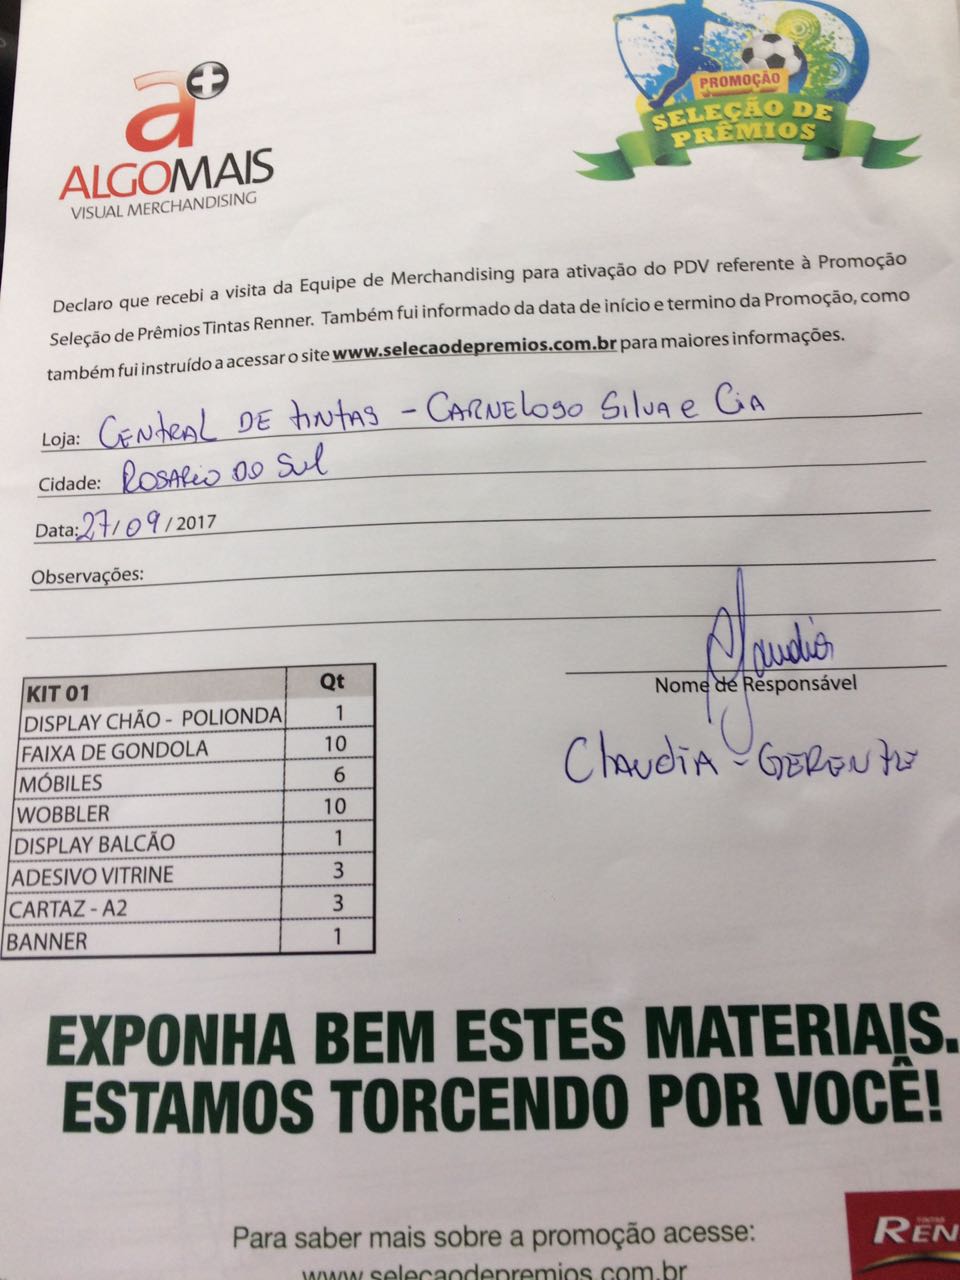 a+
ALGOMAIS
VISUAL MERCHANDISING
PROMOÇÃO
SELEÇÃO DE
PRÊMIOS
Declaro que recebi a visita da Equipe de Merchandising para ativação do PDV referente à Promoção
Seleção de Prêmios Tintas Renner. Também fui informado da data de início e termino da Promoção, como
também fui instruído a acessar o site www.selecaodepremios.com.br para maiores informações.
Loja: CENTRAL DE TINTAS - CARNELOSO SILVA e CIA
Cidade: ROSARIO DO SUL
Data: 27/09/2017
Observações:
Claudia
Nome de Responsável
CLAUDIA - GERENTE
KIT 01 Qt
DISPLAY CHÃO - POLIONDA 1
FAIXA DE GONDOLA 10
MÓBILES 6
WOBBLER 10
DISPLAY BALCÃO 1
ADESIVO VITRINE 3
CARTAZ - A2 3
BANNER 1
EXPONHA BEM ESTES MATERIAIS.
ESTAMOS TORCENDO POR VOCÊ!
Para saber mais sobre a promoção acesse:
www.selecaodepremios.com.br
TINTAS
REN